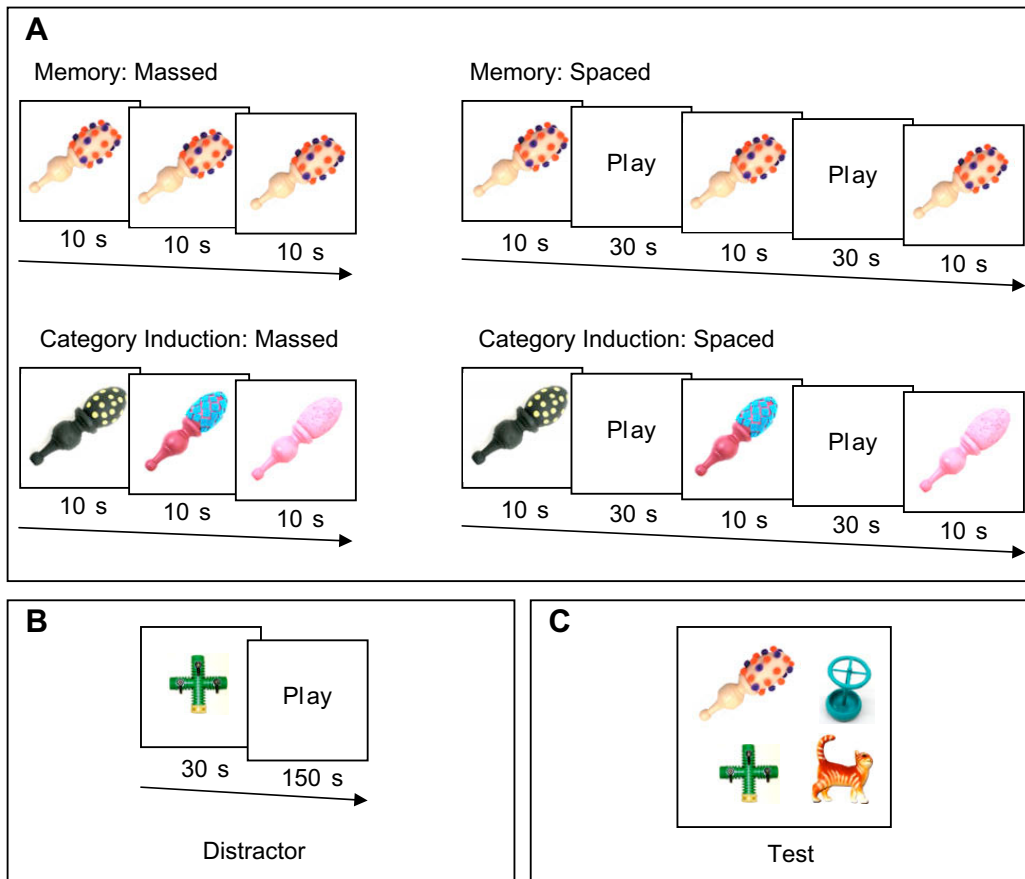 A
Memory: Massed
Memory: Spaced
Play
Play
10 s
10 s
10 s
10 s
30 s
10 s
30 s
10 s
Category Induction: Massed
Category Induction: Spaced
Play
Play
10 s
10 s
10 s
10 s
30 s
10 s
30 s
10 s
B
Play
30 s
150 s
Distractor
C
Test